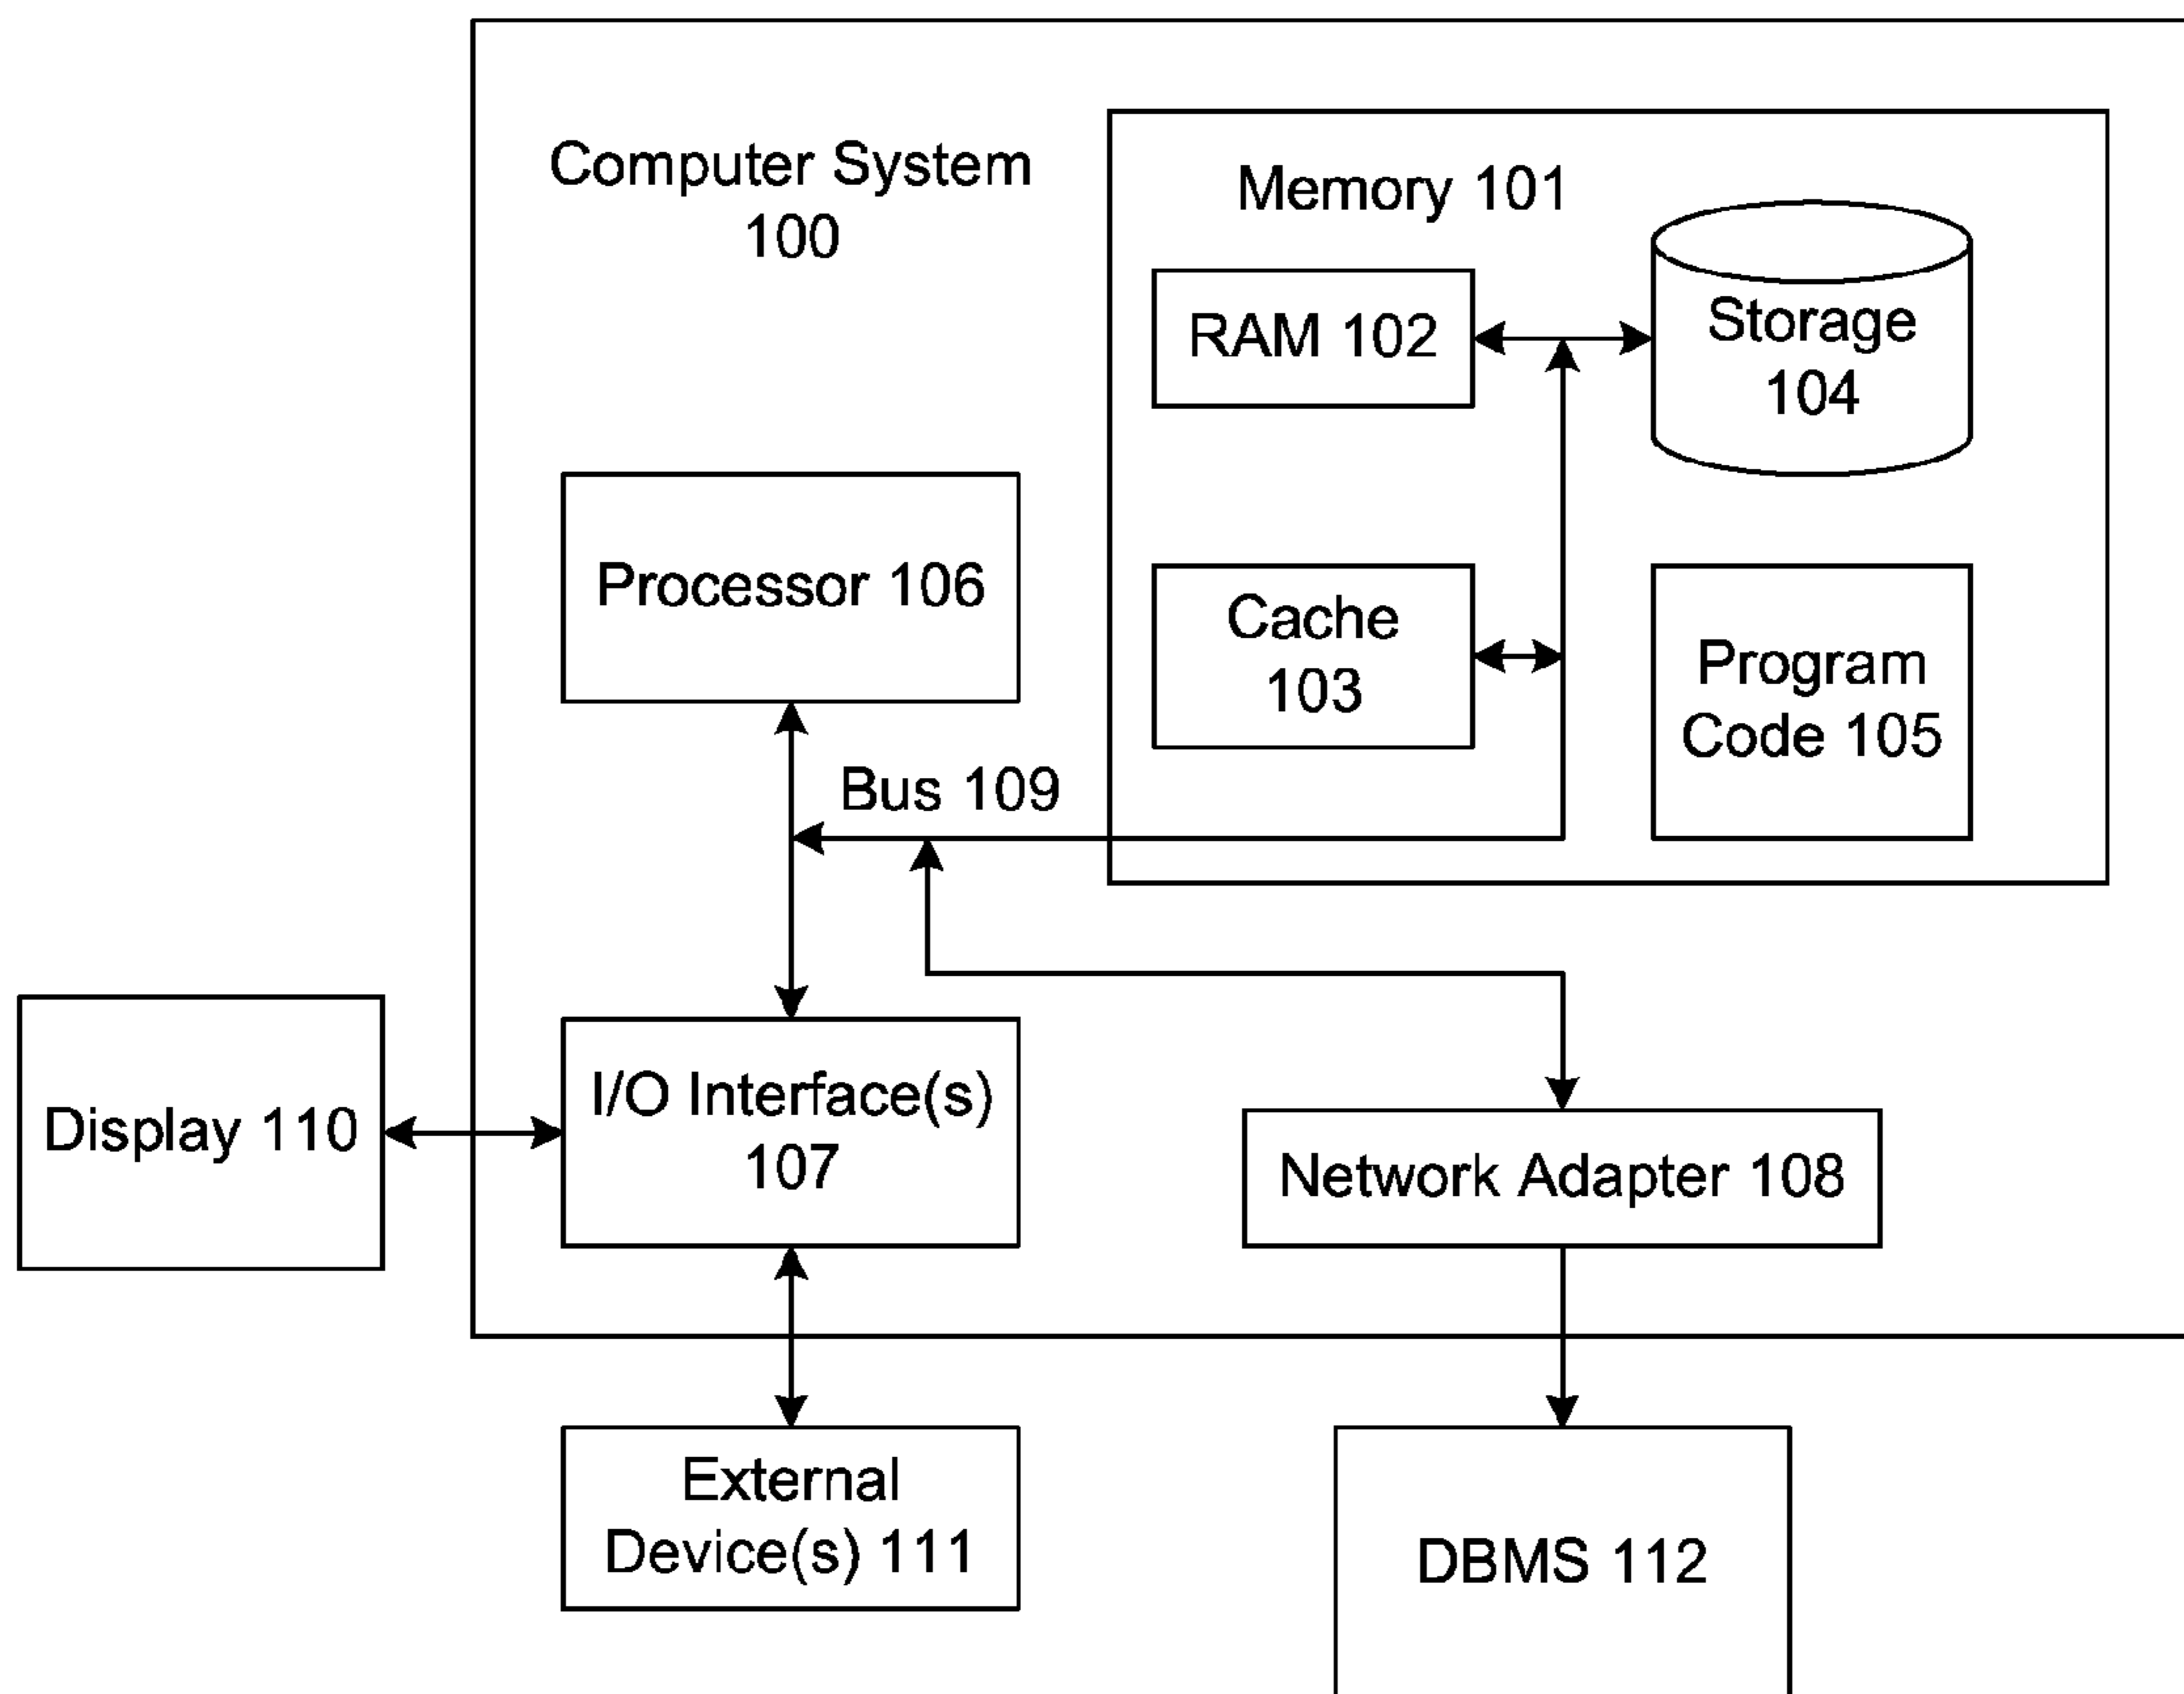 Computer System
100
Memory 101
RAM 102
Storage
104
Processor 106
Cache
103
Program
Code 105
Bus 109
Display 110
I/O Interface(s)
107
Network Adapter 108
External
Device(s) 111
DBMS 112